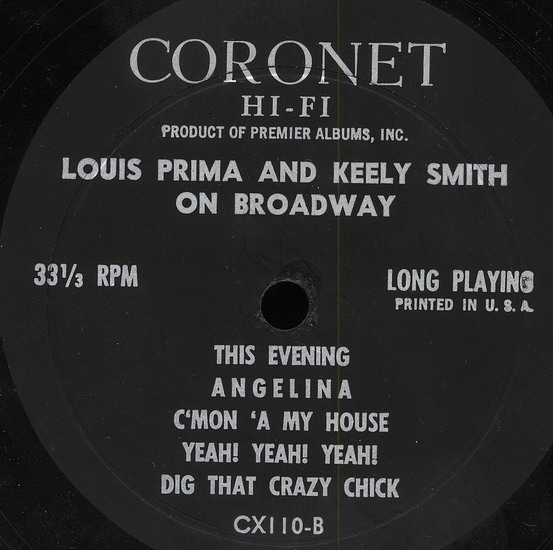 CORONET
HI-FI
PRODUCT OF PREMIER ALBUMS, INC.
LOUIS PRIMA AND KEELY SMITH
ON BROADWAY
33⅓ RPM
LONG PLAYING
PRINTED IN U. S. A.
THIS EVENING
ANGELINA
C'MON 'A MY HOUSE
YEAH! YEAH! YEAH!
DIG THAT CRAZY CHICK
CX110-B